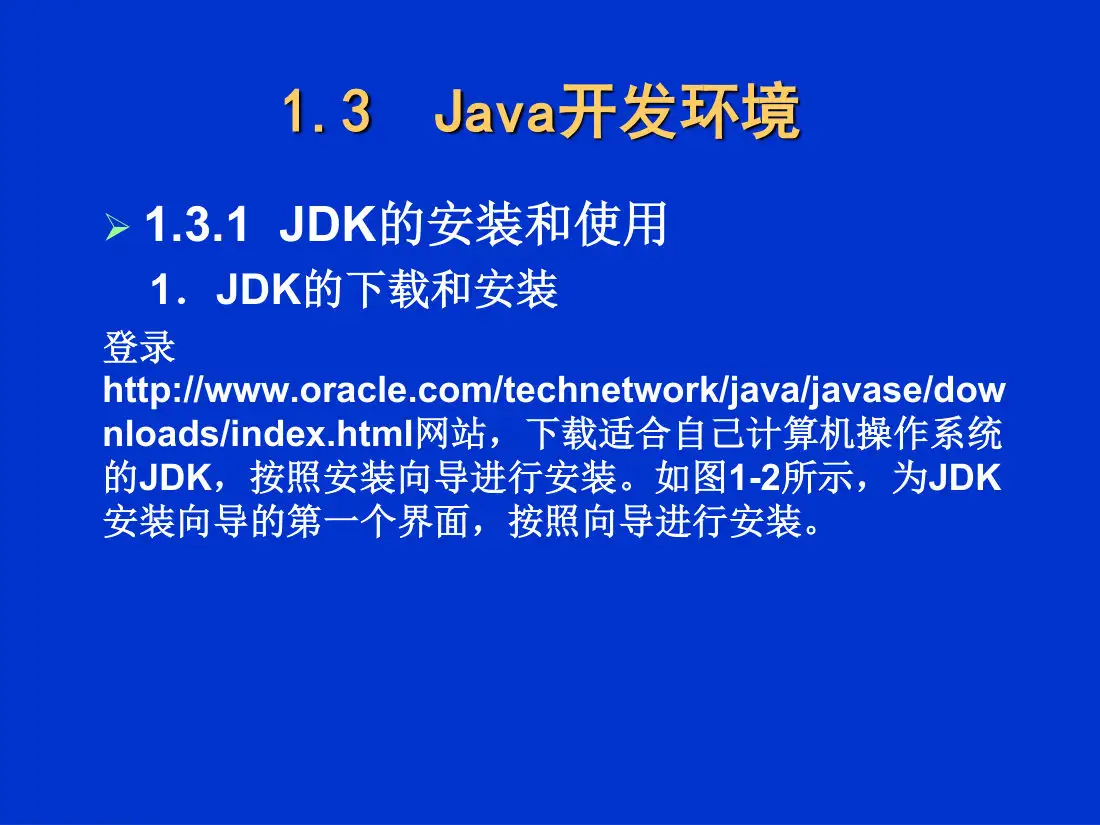 1.3 Java开发环境
1.3.1 JDK的安装和使用
1．JDK的下载和安装
登录
http://www.oracle.com/technetwork/java/javase/dow
nloads/index.html网站，下载适合自己计算机操作系统
的JDK，按照安装向导进行安装。如图1-2所示，为JDK
安装向导的第一个界面，按照向导进行安装。